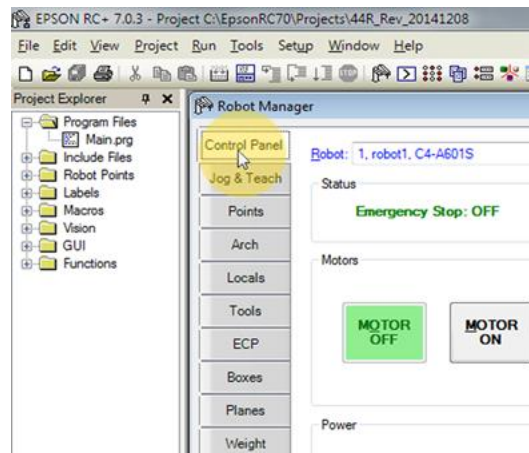 EPSON RC+ 7.0.3 - Project C:\EpsonRC70\Projects\44R_Rev_20141208
File Edit View Project Run Tools Setup Window Help
Project Explorer
Program Files
Main.prg
Include Files
Robot Points
Labels
Macros
Vision
GUI
Functions
Robot Manager
Control Panel
Jog & Teach
Points
Arch
Locals
Tools
ECP
Boxes
Planes
Weight
Robot: 1, robot1, C4-A601S
Status
Emergency Stop: OFF
Motors
MOTOR
OFF
MOTOR
ON
Power